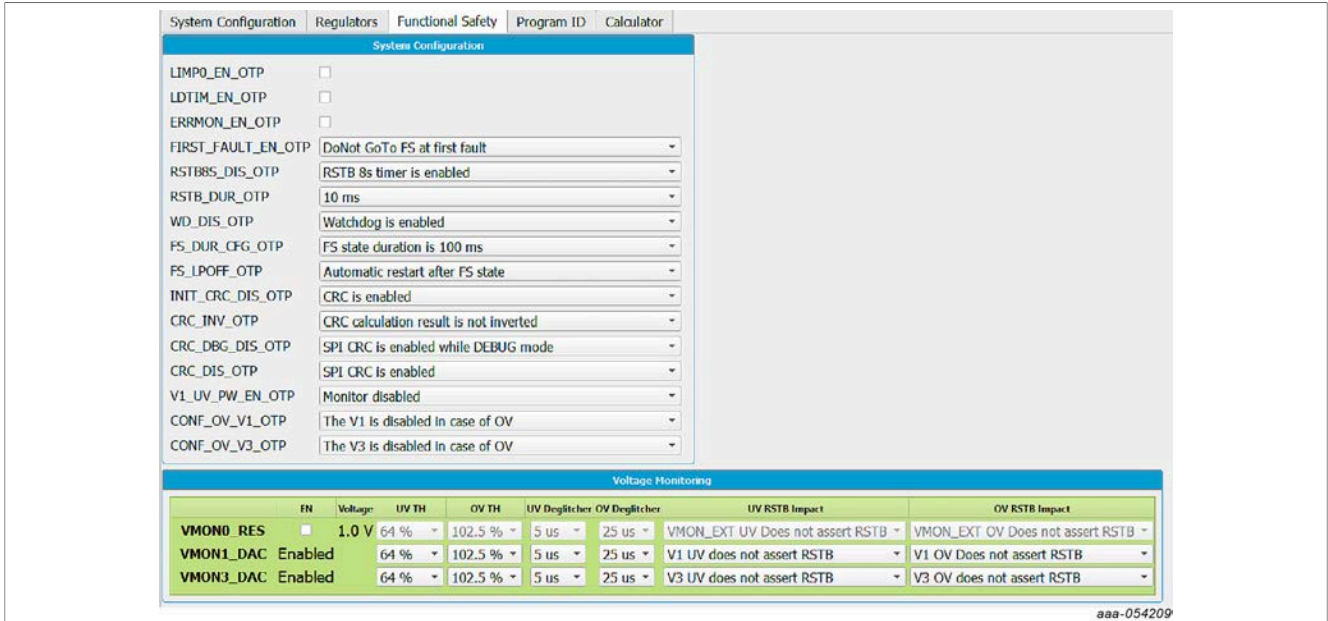 System Configuration Regulators Functional Safety Program ID Calculator
System Configuration
LIMP0_EN_OTP
LDTIM_EN_OTP
ERRMON_EN_OTP
FIRST_FAULT_EN_OTP DoNot GoTo FS at first fault
RSTB8S_DIS_OTP RSTB 8s timer is enabled
RSTB_DUR_OTP 10 ms
WD_DIS_OTP Watchdog is enabled
FS_DUR_CFG_OTP FS state duration is 100 ms
FS_LPOFF_OTP Automatic restart after FS state
INIT_CRC_DIS_OTP CRC is enabled
CRC_INV_OTP CRC calculation result is not inverted
CRC_DBG_DIS_OTP SPI CRC is enabled while DEBUG mode
CRC_DIS_OTP SPI CRC is enabled
V1_UV_PW_EN_OTP Monitor disabled
CONF_OV_V1_OTP The V1 is disabled in case of OV
CONF_OV_V3_OTP The V3 is disabled in case of OV
Voltage Monitoring
EN Voltage UV TH OV TH UV Deglitcher OV Deglitcher UV RSTB Impact OV RSTB Impact
VMON0_RES 1.0 V 64 % 102.5 % 5 us 25 us VMON_EXT UV Does not assert RSTB VMON_EXT OV Does not assert RSTB
VMON1_DAC Enabled 64 % 102.5 % 5 us 25 us V1 UV does not assert RSTB V1 OV Does not assert RSTB
VMON3_DAC Enabled 64 % 102.5 % 5 us 25 us V3 UV does not assert RSTB V3 OV does not assert RSTB
aaa-054209